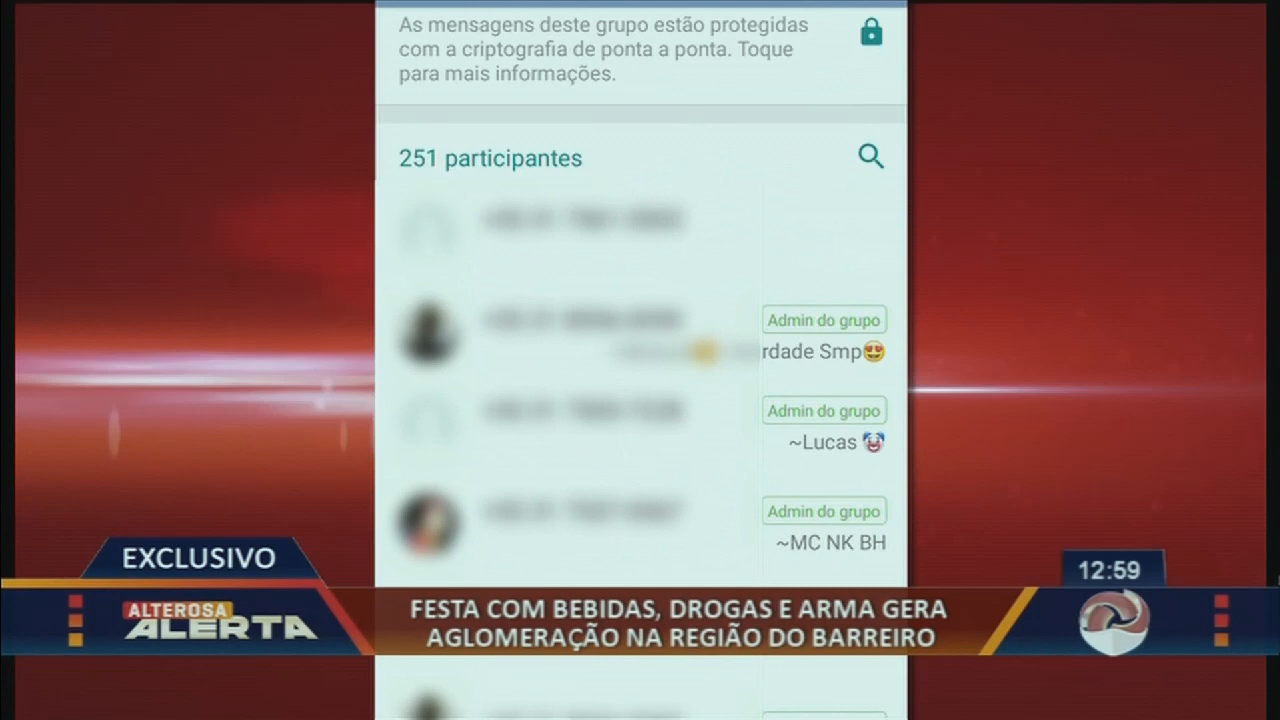 As mensagens deste grupo estão protegidas
com a criptografia de ponta a ponta. Toque
para mais informações.
251 participantes
Admin do grupo
rdade Smp😍
Admin do grupo
~Lucas 🤡
Admin do grupo
~MC NK BH
EXCLUSIVO
12:59
ALTEROSA
ALERTA
FESTA COM BEBIDAS, DROGAS E ARMA GERA
AGLOMERAÇÃO NA REGIÃO DO BARREIRO